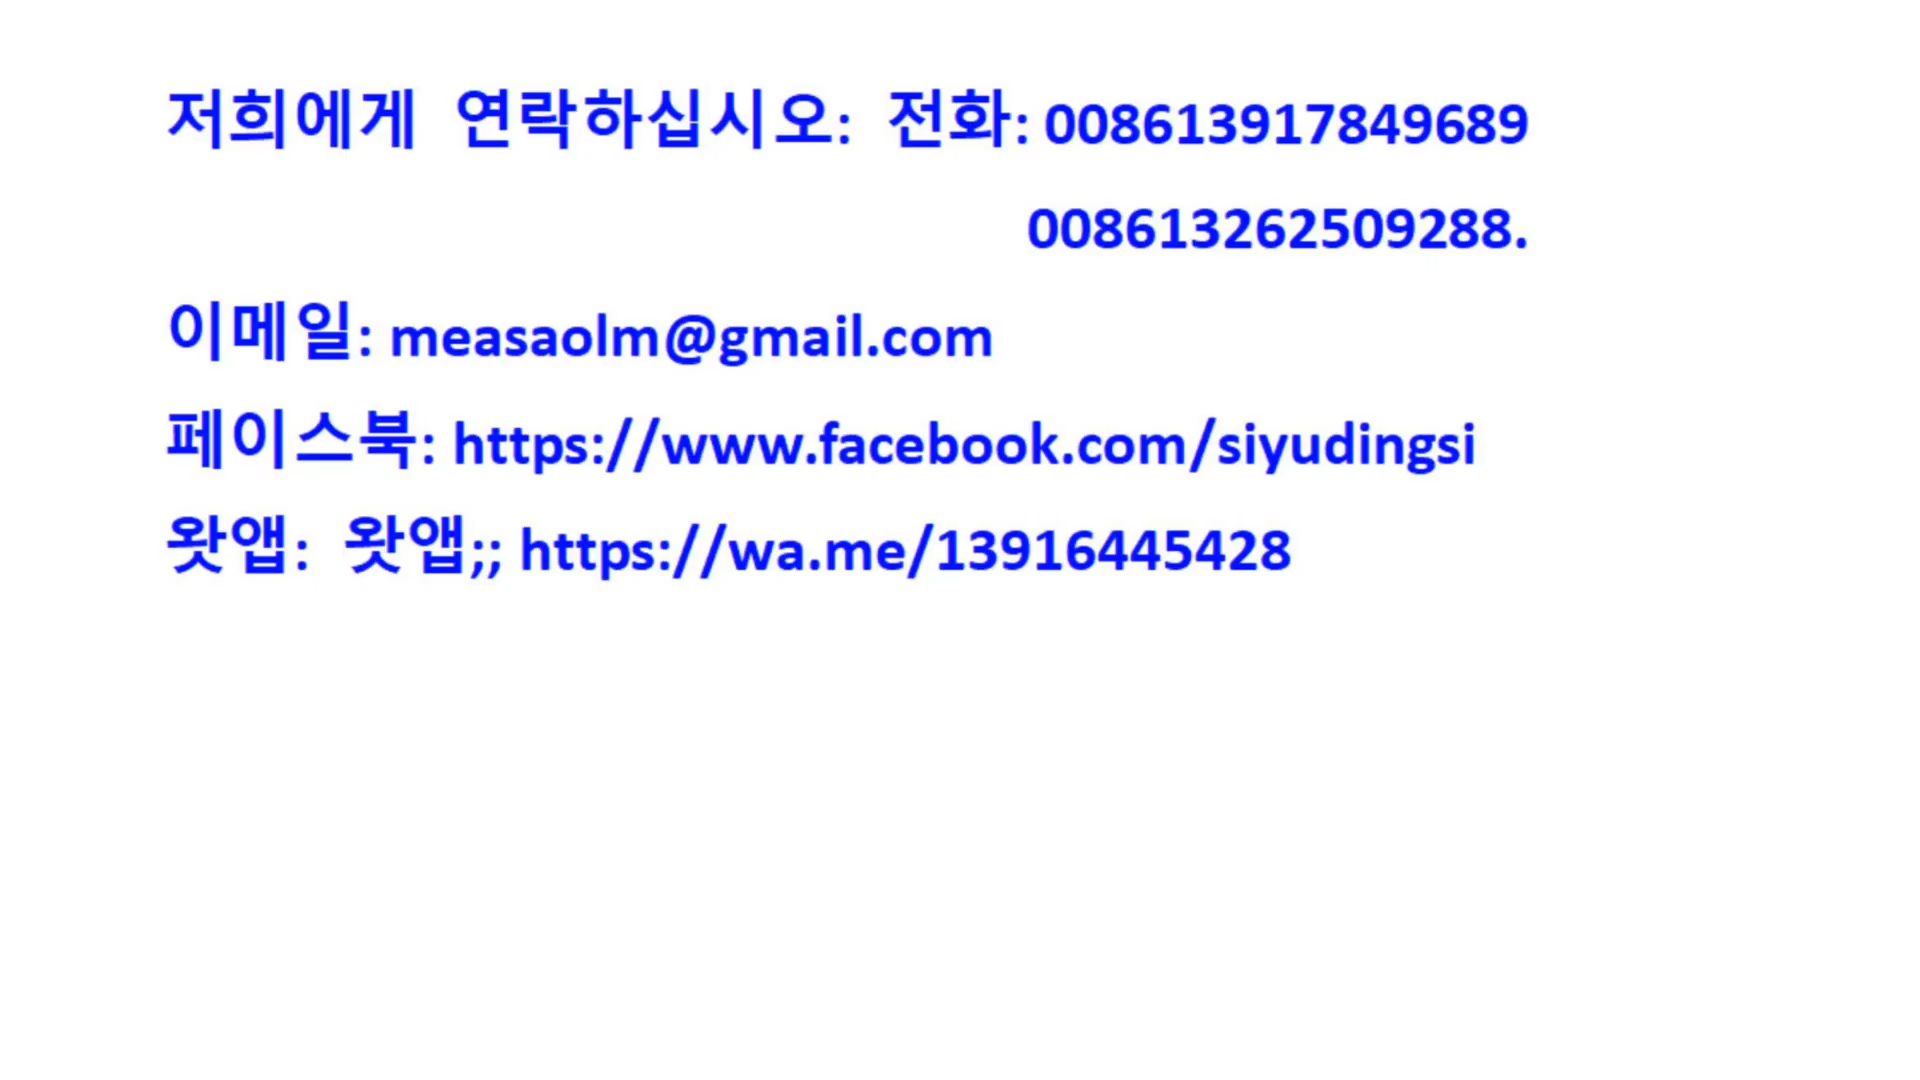 저희에게 연락하십시오: 전화: 008613917849689
008613262509288.
이메일: measaolm@gmail.com
페이스북: https://www.facebook.com/siyudingsi
왓앱: 왓앱;; https://wa.me/13916445428